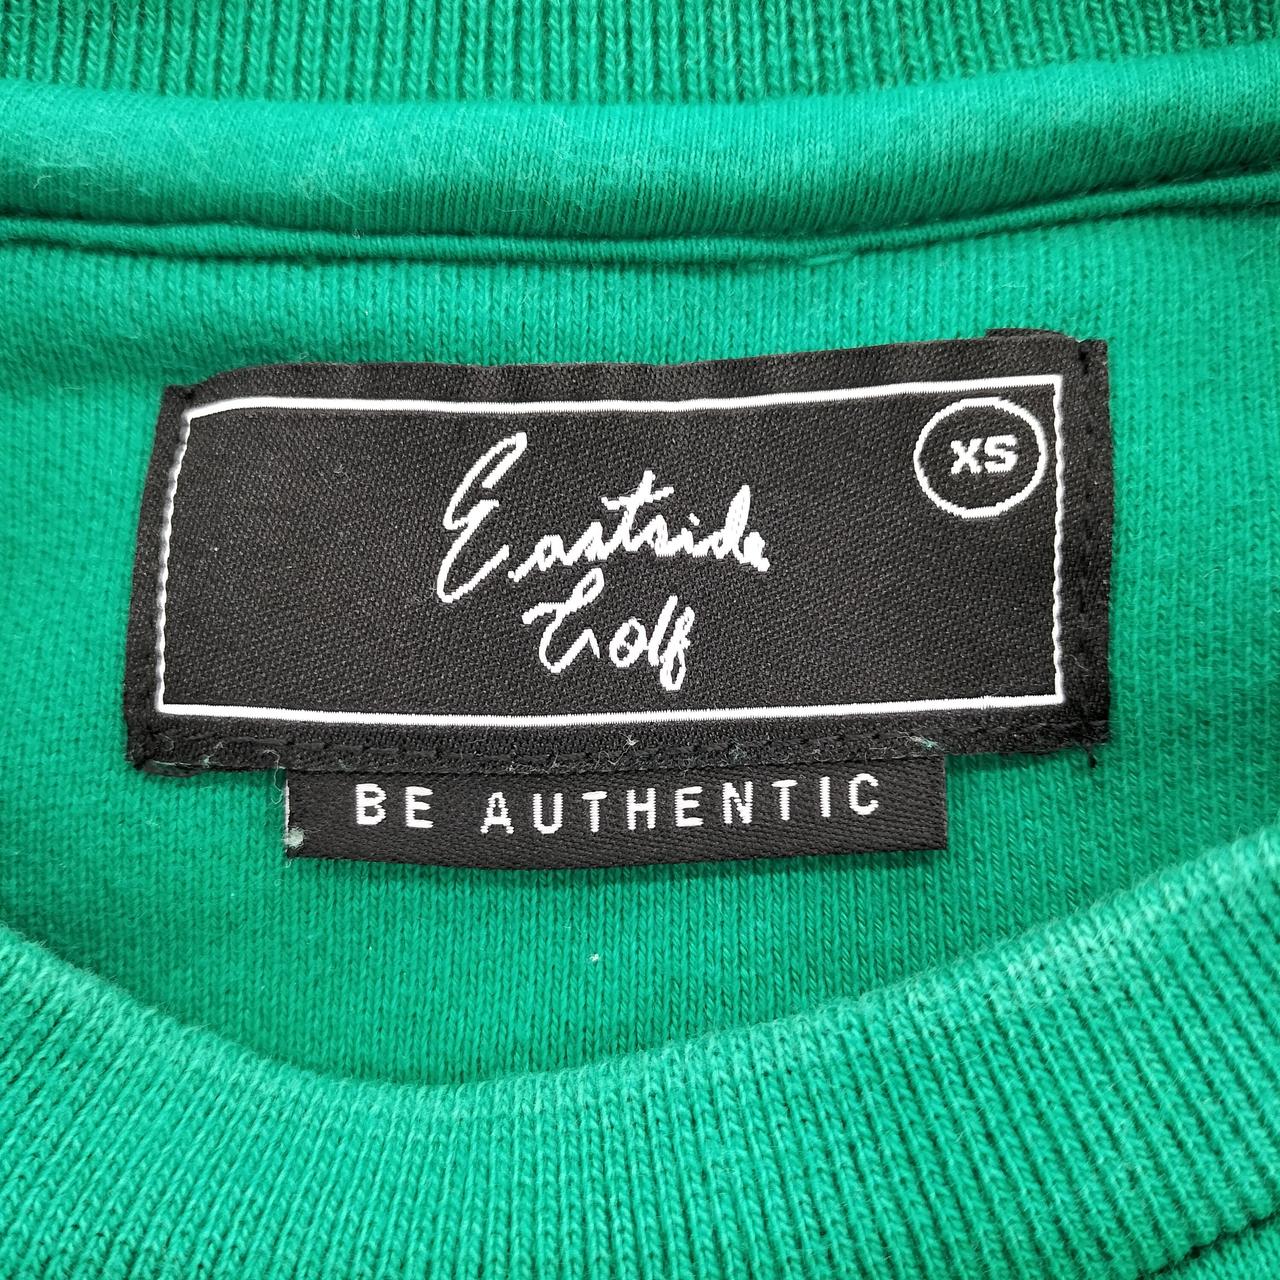 XS
Eastside
Golf
BE AUTHENTIC